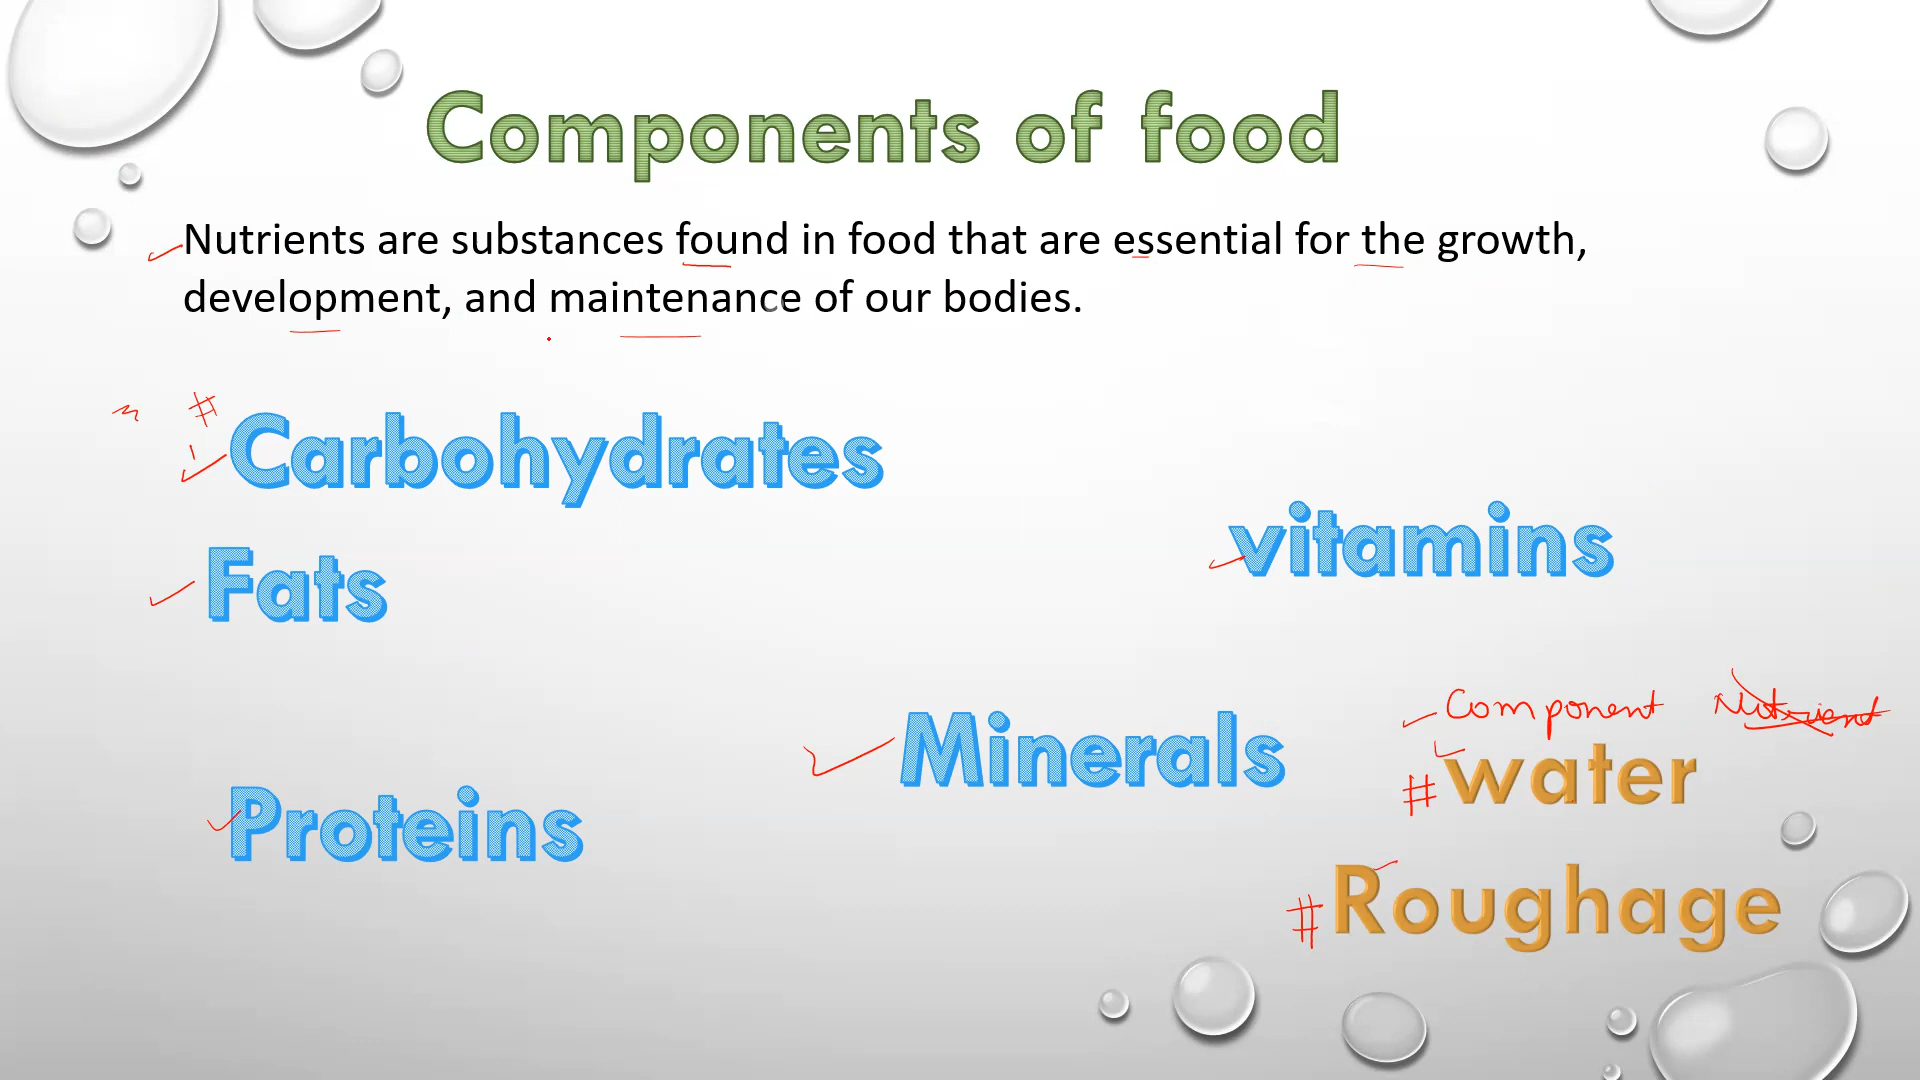 Components of food
Nutrients are substances found in food that are essential for the growth,
development, and maintenance of our bodies.
#
Carbohydrates
vitamins
Fats
Component Nutrient
Minerals
# water
Proteins
# Roughage